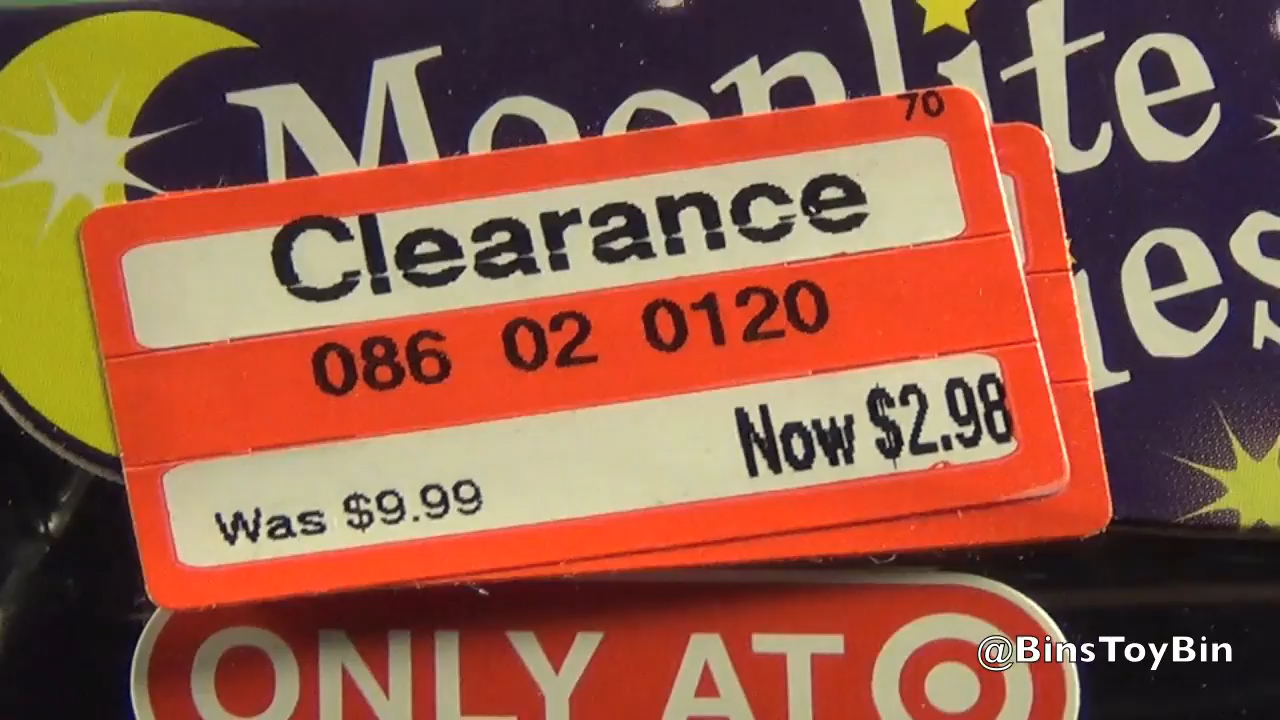 Moonlite
70
Clearance
086 02 0120
Now $2.98
Was $9.99
ONLY AT
@BinsToyBin